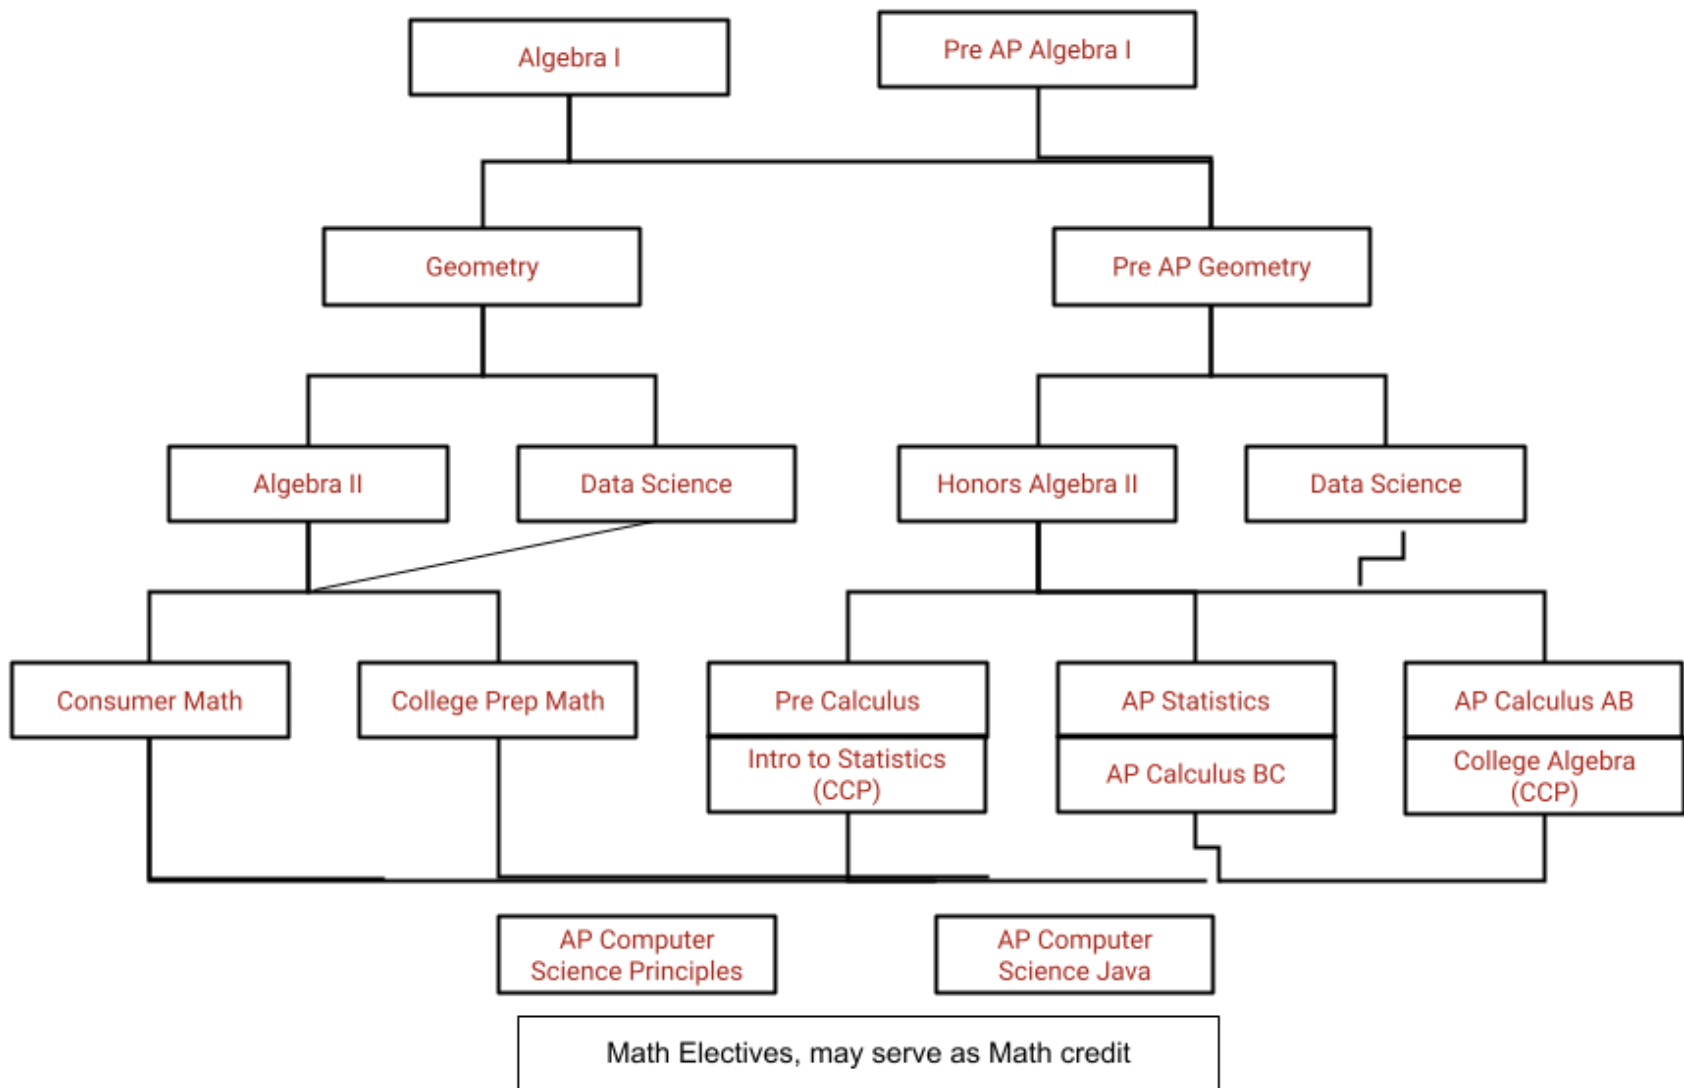 Algebra I
Pre AP Algebra I
Geometry
Pre AP Geometry
Algebra II
Data Science
Honors Algebra II
Data Science
Consumer Math
College Prep Math
Pre Calculus
AP Statistics
AP Calculus AB
Intro to Statistics
(CCP)
AP Calculus BC
College Algebra
(CCP)
AP Computer
Science Principles
AP Computer
Science Java
Math Electives, may serve as Math credit